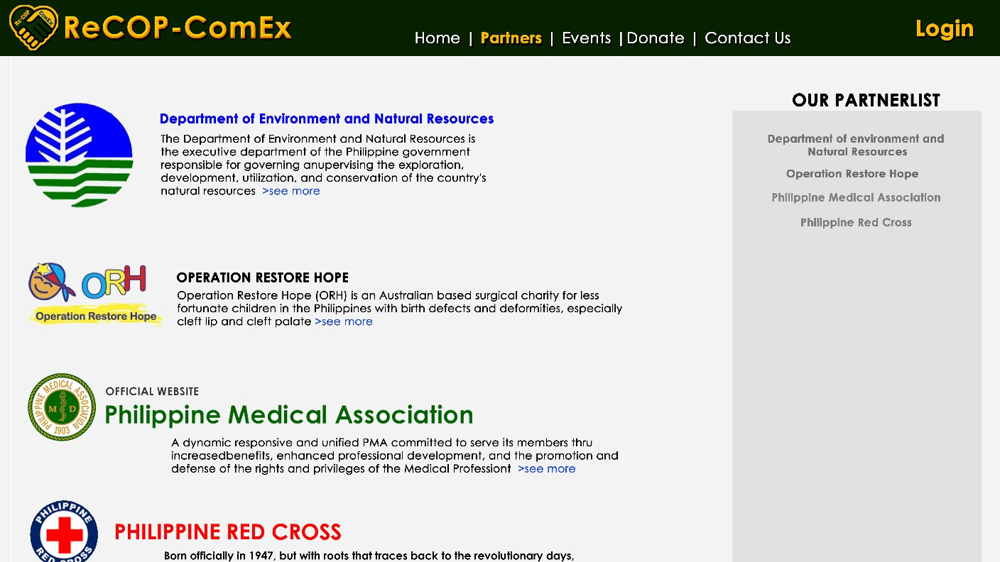 Re-COP ComEx
ReCOP-ComEx
Home | Partners | Events | Donate | Contact Us
Login
OUR PARTNERLIST
Department of environment and
Natural Resources
Operation Restore Hope
Philippine Medical Association
Philippine Red Cross
Department of Environment and Natural Resources
The Department of Environment and Natural Resources is
the executive department of the Philippine government
responsible for governing anupervising the exploration,
development, utilization, and conservation of the country's
natural resources >see more
ORH
Operation Restore Hope
OPERATION RESTORE HOPE
Operation Restore Hope (ORH) is an Australian based surgical charity for less
fortunate children in the Philippines with birth defects and deformities, especially
cleft lip and cleft palate >see more
PHILIPPINE MEDICAL ASSOCIATION
M D
1903
OFFICIAL WEBSITE
Philippine Medical Association
A dynamic responsive and unified PMA committed to serve its members thru
increasedbenefits, enhanced professional development, and the promotion and
defense of the rights and privileges of the Medical Professiont >see more
PHILIPPINE
RED CROSS
PHILIPPINE RED CROSS
Born officially in 1947, but with roots that traces back to the revolutionary days,